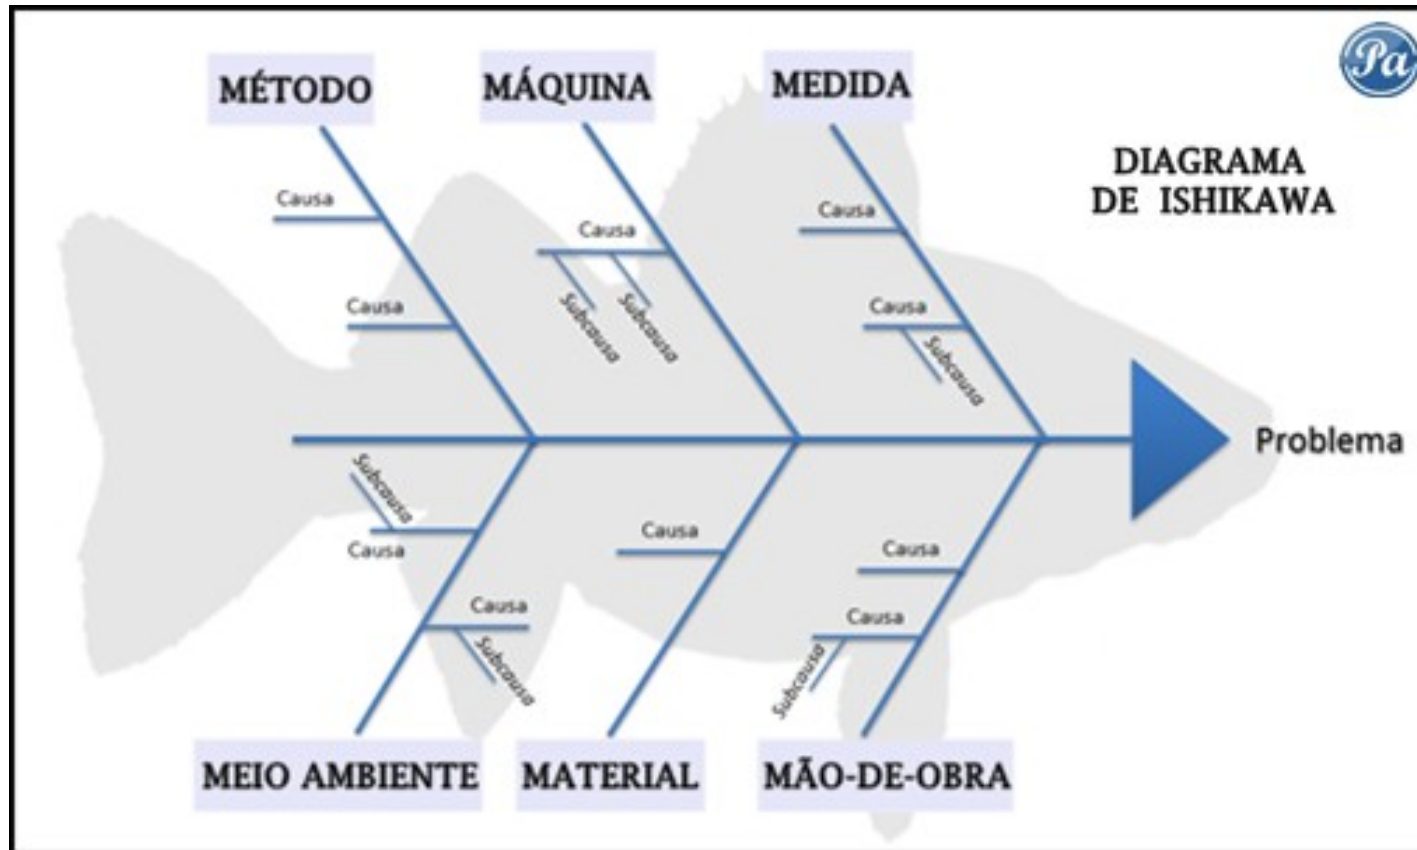 Pa
MÉTODO
MÁQUINA
MEDIDA
DIAGRAMA
DE ISHIKAWA
Causa
Causa
Causa
Subcausa
Subcausa
Causa
Causa
Subcausa
Problema
Subcausa
Causa
Causa
Subcausa
Causa
Causa
Causa
Subcausa
MEIO AMBIENTE
MATERIAL
MÃO-DE-OBRA